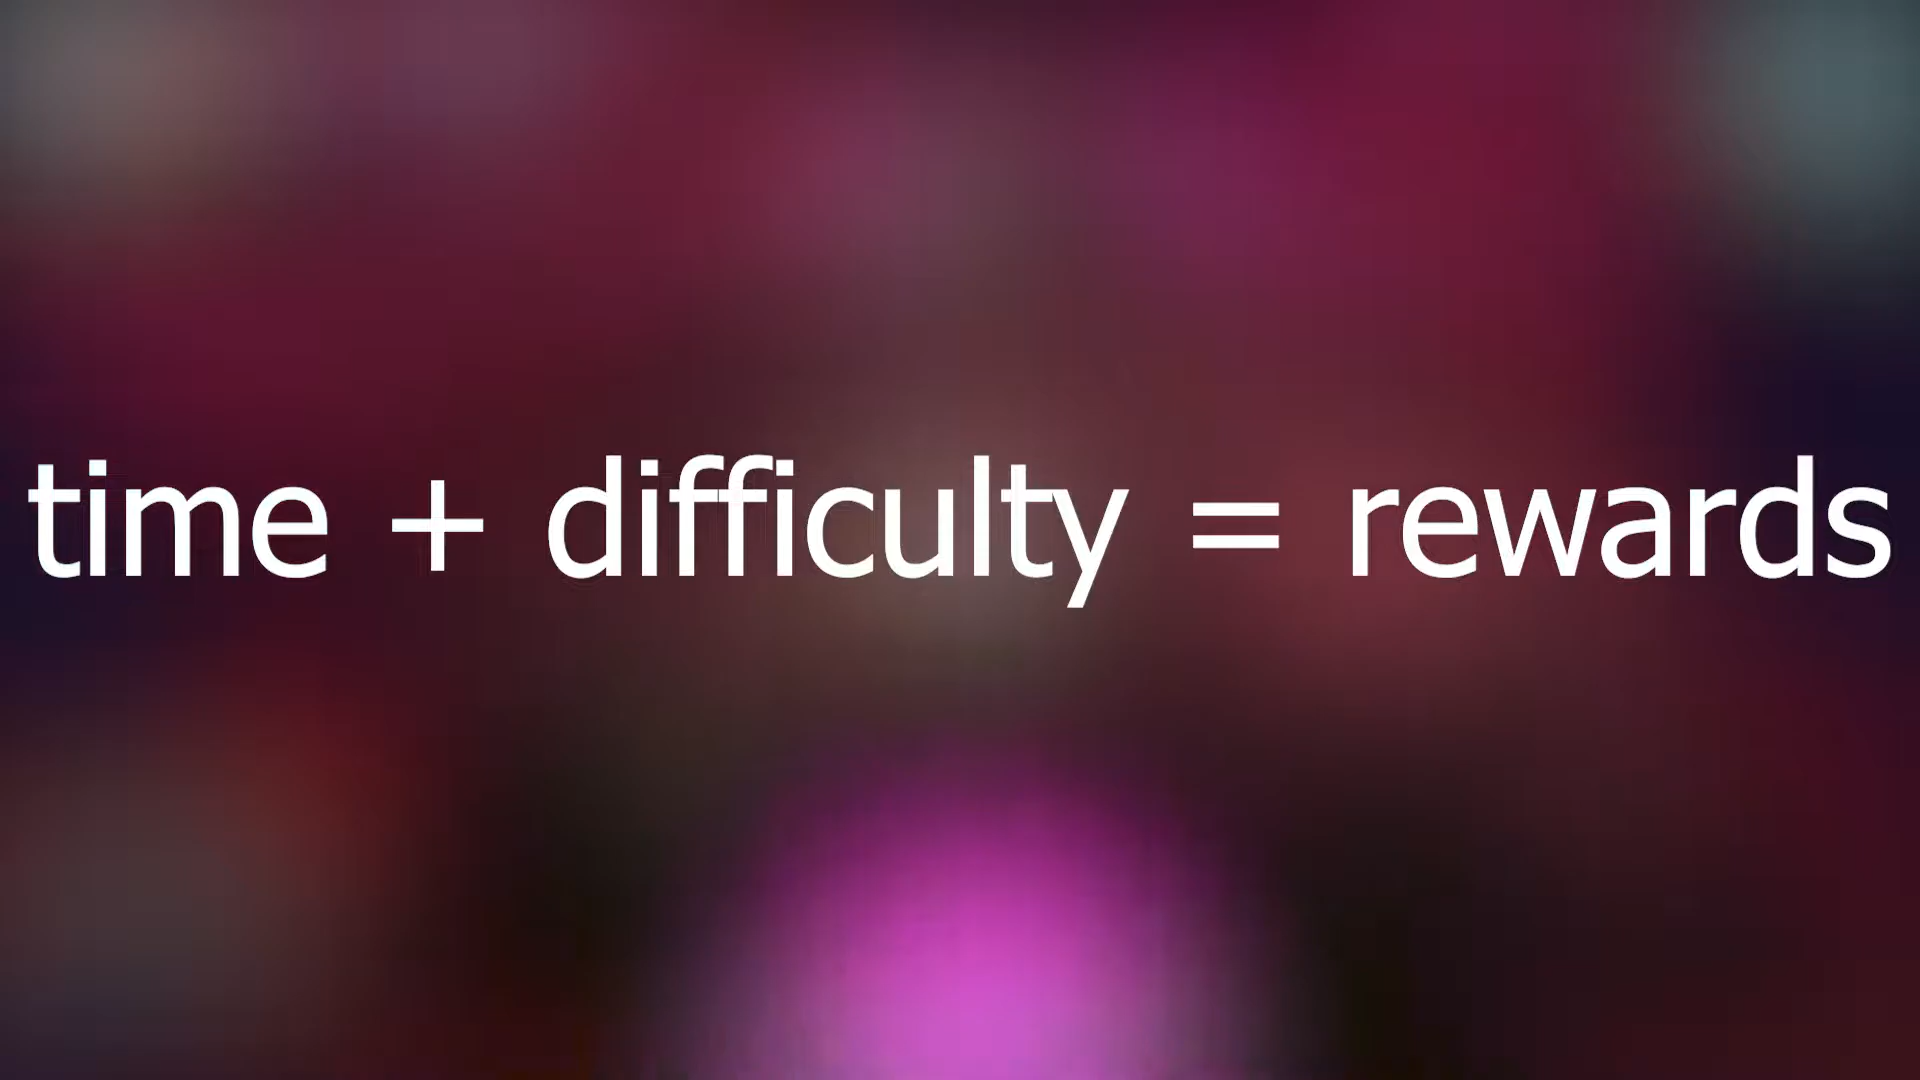 time + difficulty = rewards